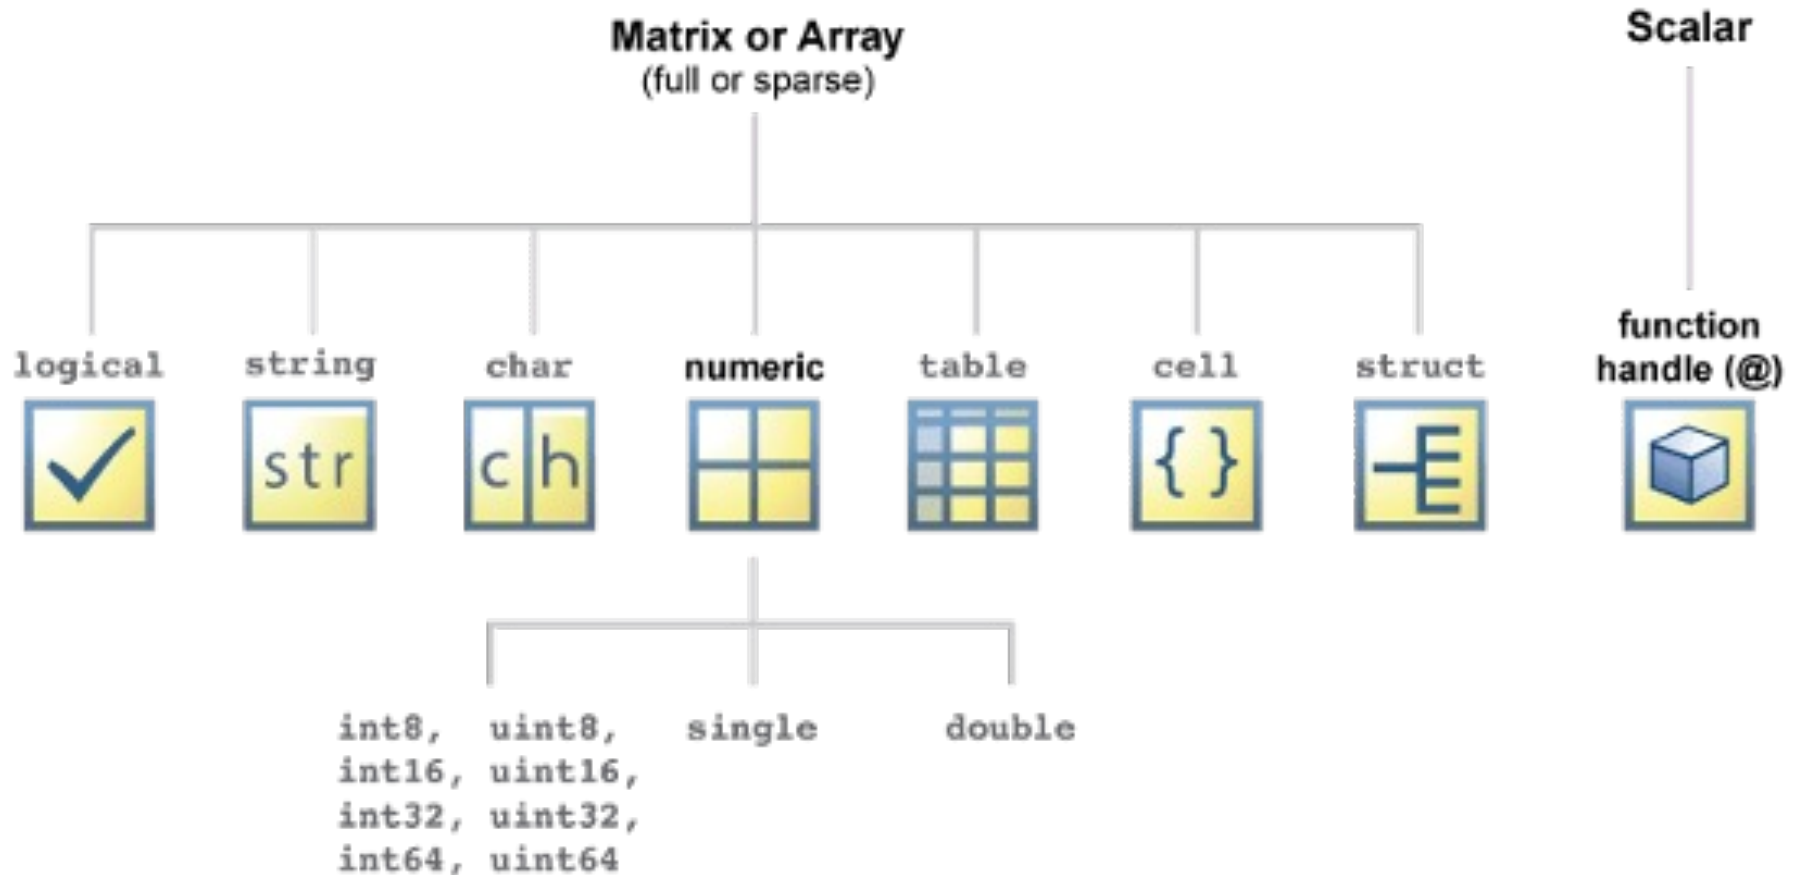 Matrix or Array
(full or sparse)
Scalar
logical
string
char
numeric
table
cell
struct
function
handle (@)
str
c h
{ }
int8, uint8,
int16, uint16,
int32, uint32,
int64, uint64
single
double